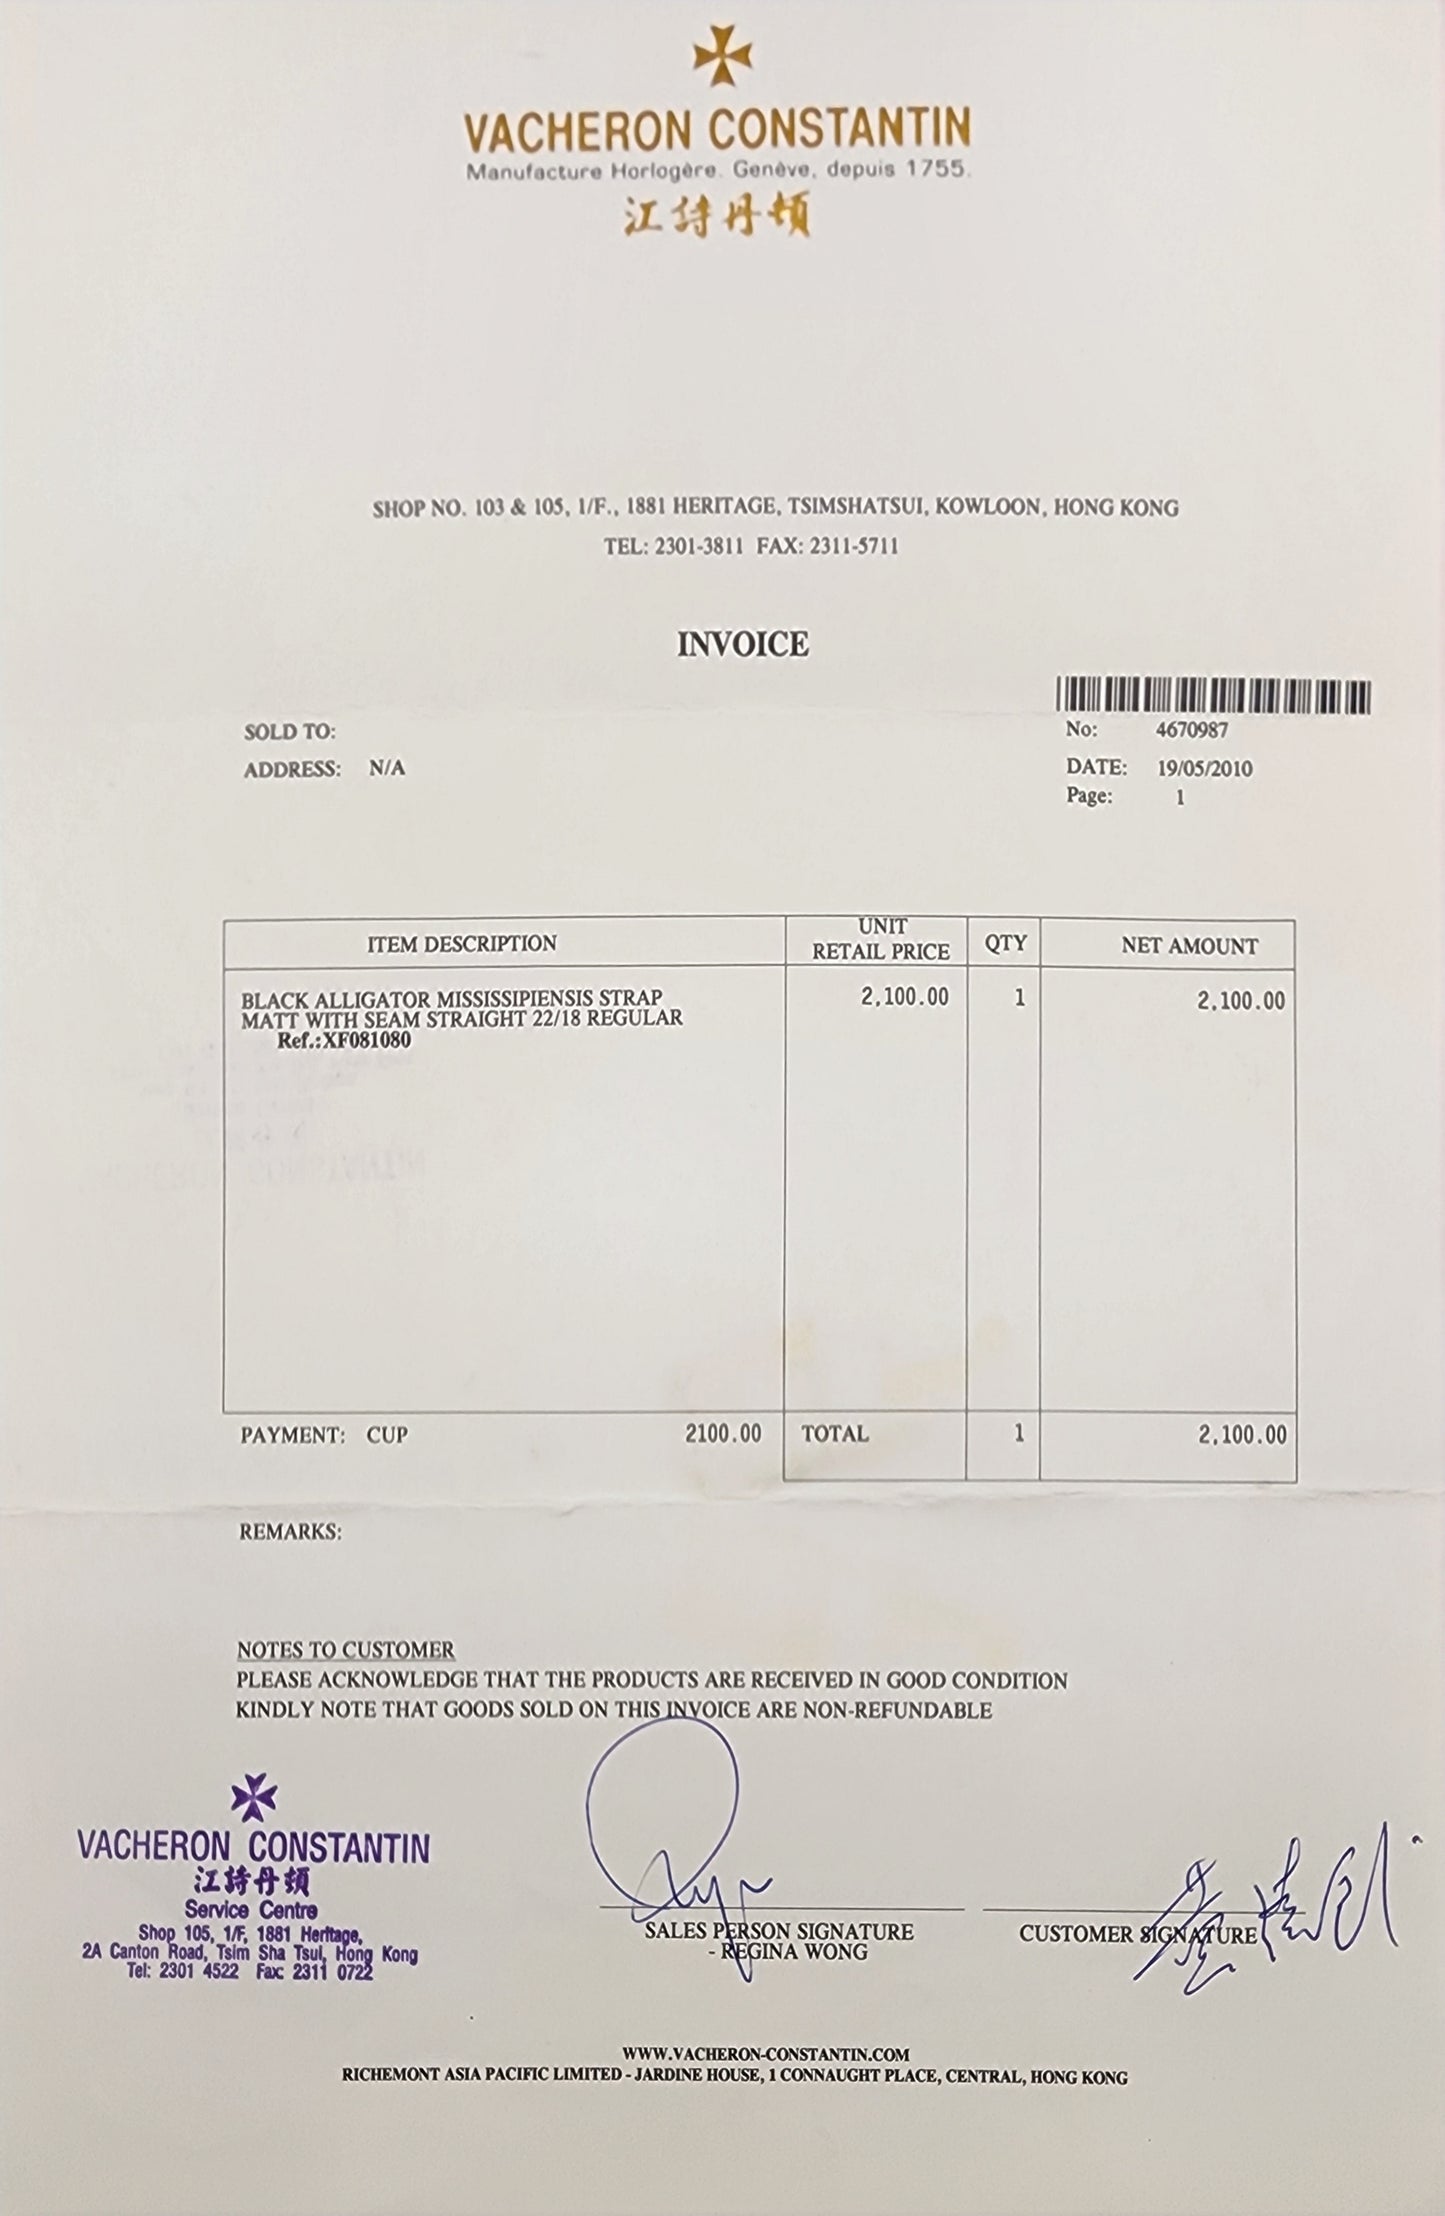 VACHERON CONSTANTIN
Manufacture Horlogère. Genève, depuis 1755.
江詩丹頓
SHOP NO. 103 & 105, 1/F., 1881 HERITAGE, TSIMSHATSUI, KOWLOON, HONG KONG
TEL: 2301-3811 FAX: 2311-5711
INVOICE
SOLD TO:
ADDRESS: N/A
No: 4670987
DATE: 19/05/2010
Page: 1
ITEM DESCRIPTION UNIT RETAIL PRICE QTY NET AMOUNT
BLACK ALLIGATOR MISSISSIPIENSIS STRAP 2,100.00 1 2,100.00
MATT WITH SEAM STRAIGHT 22/18 REGULAR
Ref.:XF081080
PAYMENT: CUP 2100.00 TOTAL 1 2,100.00
REMARKS:
NOTES TO CUSTOMER
PLEASE ACKNOWLEDGE THAT THE PRODUCTS ARE RECEIVED IN GOOD CONDITION
KINDLY NOTE THAT GOODS SOLD ON THIS INVOICE ARE NON-REFUNDABLE
VACHERON CONSTANTIN
江詩丹頓
Service Centre
Shop 105, 1/F, 1881 Heritage,
2A Canton Road, Tsim Sha Tsui, Hong Kong
Tel: 2301 4522 Fax: 2311 0722
SALES PERSON SIGNATURE
- REGINA WONG
CUSTOMER SIGNATURE
WWW.VACHERON-CONSTANTIN.COM
RICHEMONT ASIA PACIFIC LIMITED - JARDINE HOUSE, 1 CONNAUGHT PLACE, CENTRAL, HONG KONG